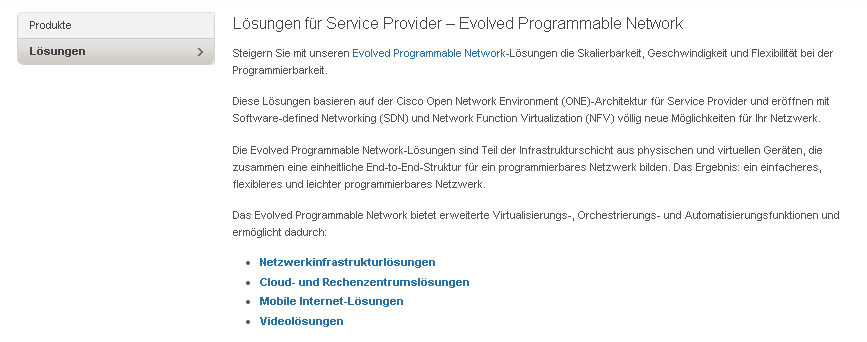 Produkte
Lösungen
Lösungen für Service Provider – Evolved Programmable Network
Steigern Sie mit unseren Evolved Programmable Network-Lösungen die Skalierbarkeit, Geschwindigkeit und Flexibilität bei der
Programmierbarkeit.
Diese Lösungen basieren auf der Cisco Open Network Environment (ONE)-Architektur für Service Provider und eröffnen mit
Software-defined Networking (SDN) und Network Function Virtualization (NFV) völlig neue Möglichkeiten für Ihr Netzwerk.
Die Evolved Programmable Network-Lösungen sind Teil der Infrastrukturschicht aus physischen und virtuellen Geräten, die
zusammen eine einheitliche End-to-End-Struktur für ein programmierbares Netzwerk bilden. Das Ergebnis: ein einfacheres,
flexibleres und leichter programmierbares Netzwerk.
Das Evolved Programmable Network bietet erweiterte Virtualisierungs-, Orchestrierungs- und Automatisierungsfunktionen und
ermöglicht dadurch:
• Netzwerkinfrastrukturlösungen
• Cloud- und Rechenzentrumslösungen
• Mobile Internet-Lösungen
• Videolösungen